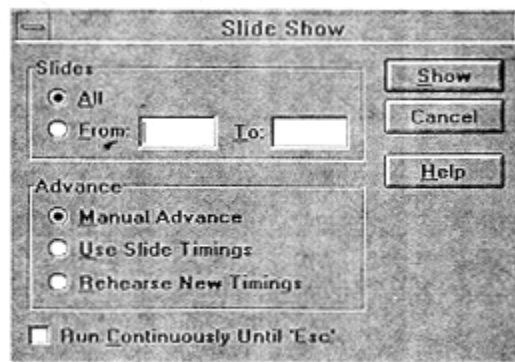 Slide Show
Slides
All
From: To:
Show
Cancel
Help
Advance
Manual Advance
Use Slide Timings
Rehearse New Timings
Run Continuously Until 'Esc'